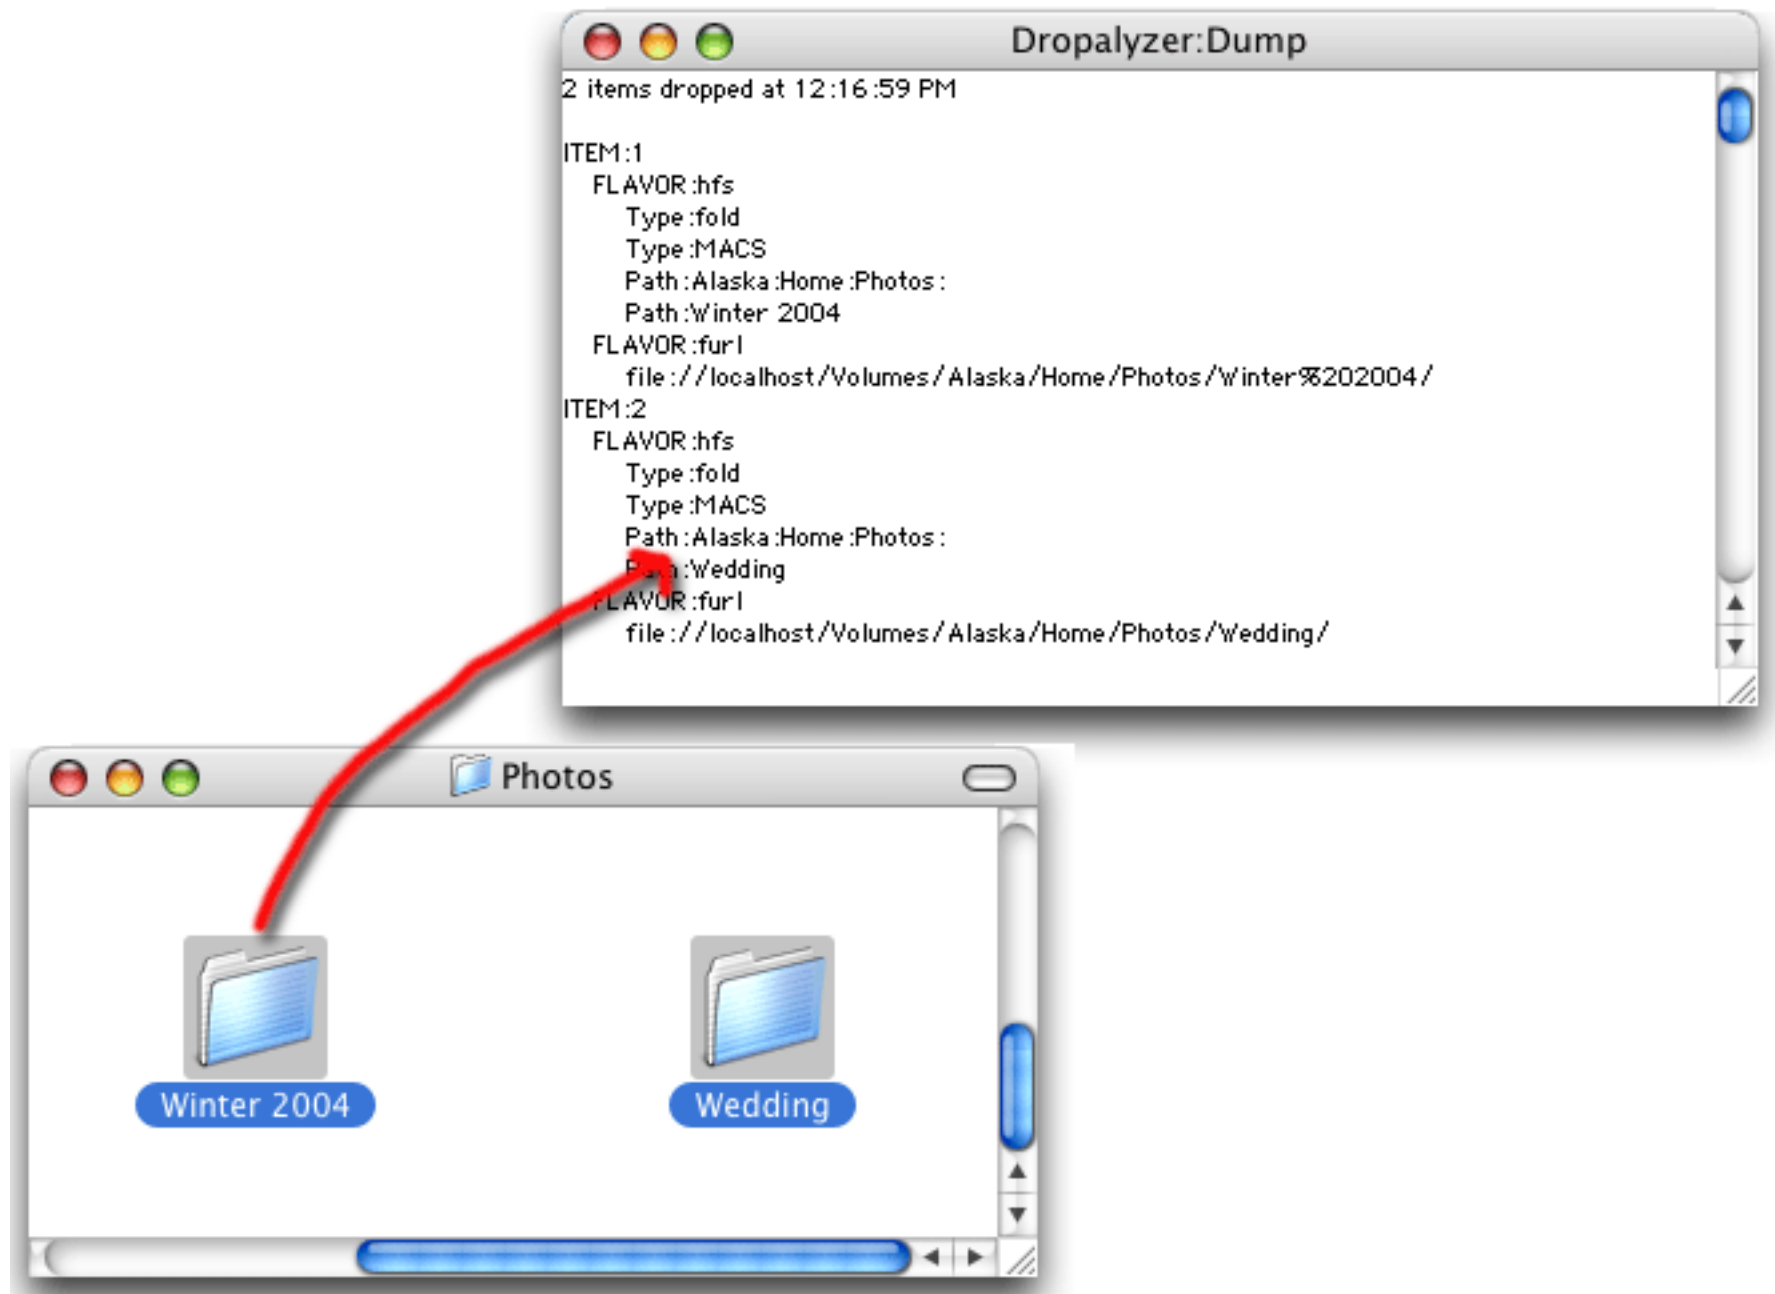 Dropalyzer:Dump
2 items dropped at 12:16:59 PM
ITEM:1
FLAVOR:hfs
Type:fold
Type:MACS
Path:Alaska:Home:Photos:
Path:Winter 2004
FLAVOR:furl
file://localhost/Volumes/Alaska/Home/Photos/Winter%202004/
ITEM:2
FLAVOR:hfs
Type:fold
Type:MACS
Path:Alaska:Home:Photos:
Path:Wedding
FLAVOR:furl
file://localhost/Volumes/Alaska/Home/Photos/Wedding/
Photos
Winter 2004
Wedding